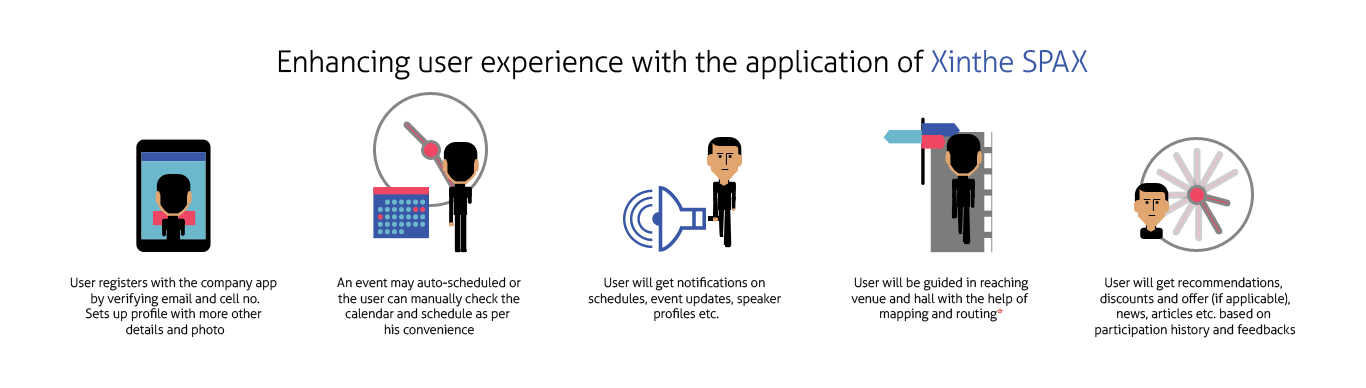 Enhancing user experience with the application of Xinthe SPAX
User registers with the company app
by verifying email and cell no.
Sets up profile with more other
details and photo
An event may auto-scheduled or
the user can manually check the
calendar and schedule as per
his convenience
User will get notifications on
schedules, event updates, speaker
profiles etc.
User will be guided in reaching
venue and hall with the help of
mapping and routing*
User will get recommendations,
discounts and offer (if applicable),
news, articles etc. based on
participation history and feedbacks